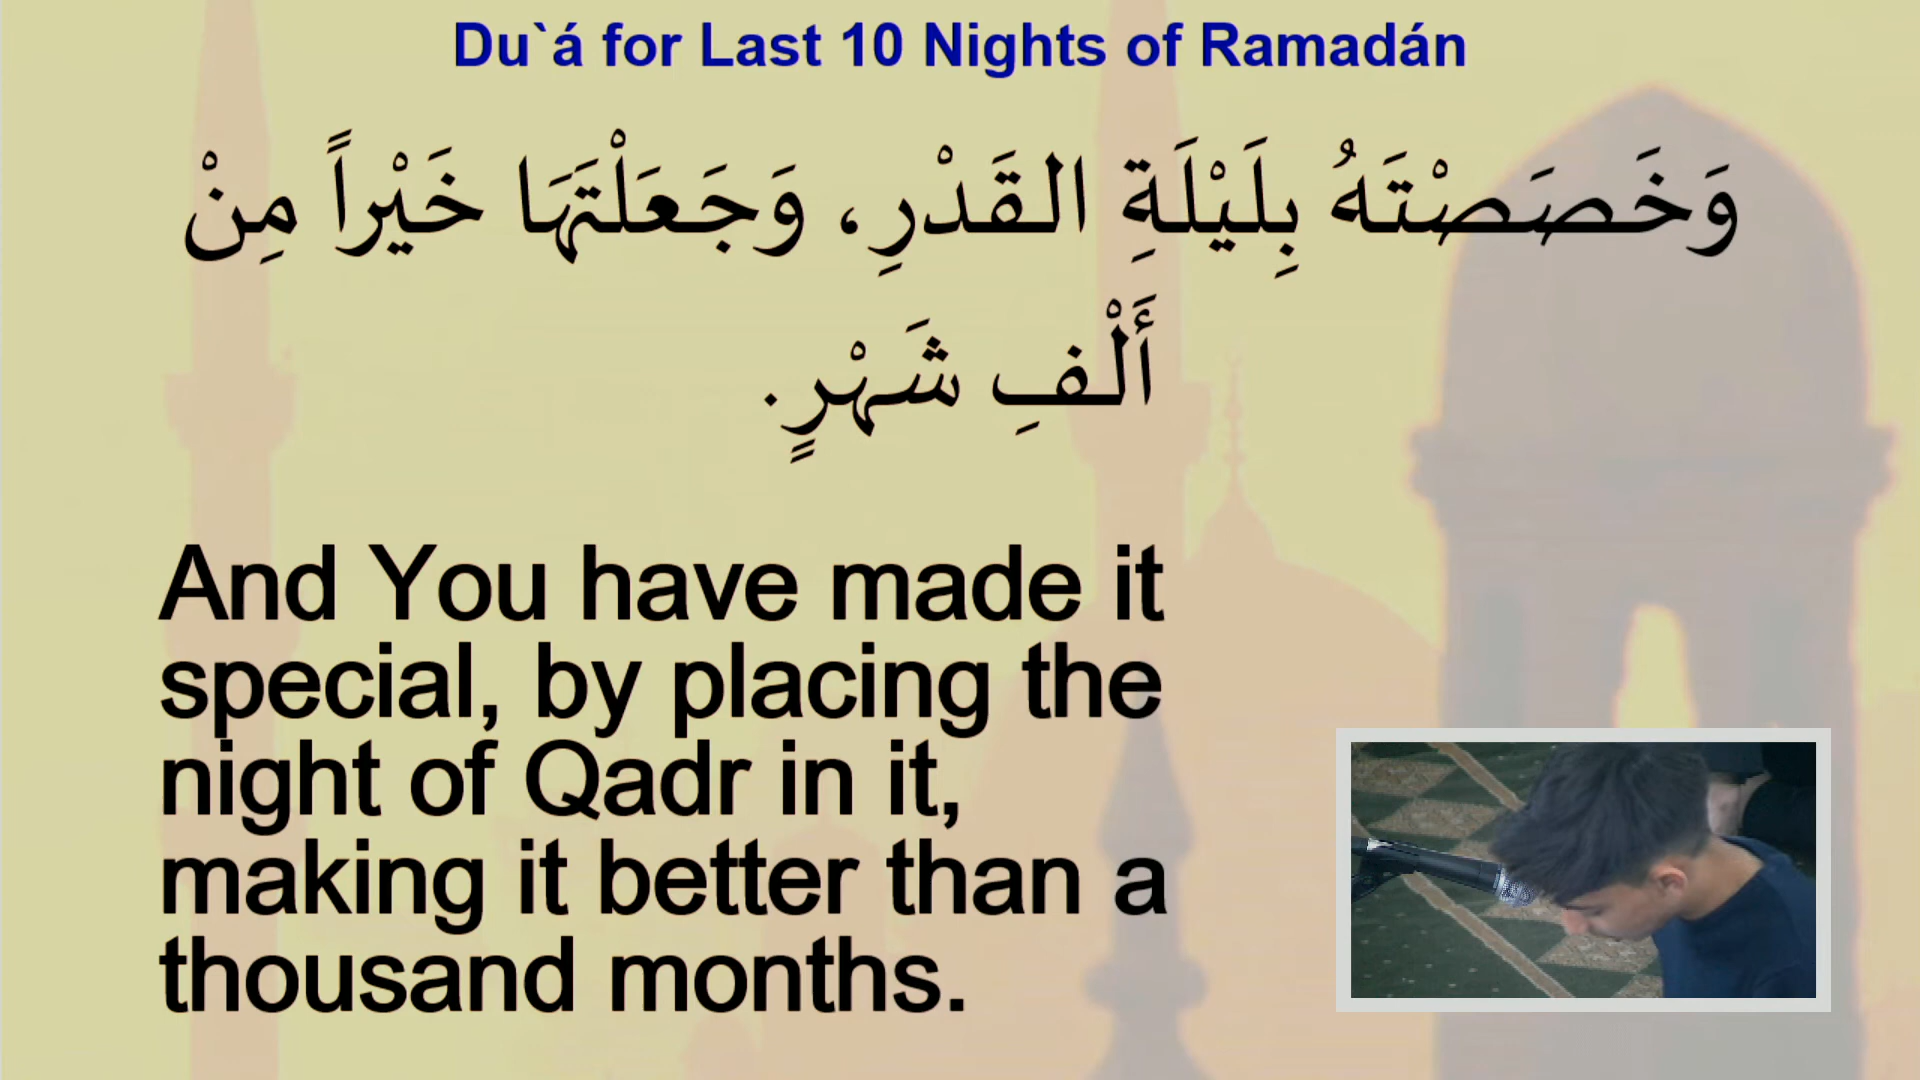 Du`á for Last 10 Nights of Ramadán
وَخَصَصْتَهُ بِلَيْلَةِ القَدْرِ، وَجَعَلْتَهَا خَيْراً مِنْ
أَلْفِ شَهْرٍ.
And You have made it
special, by placing the
night of Qadr in it,
making it better than a
thousand months.